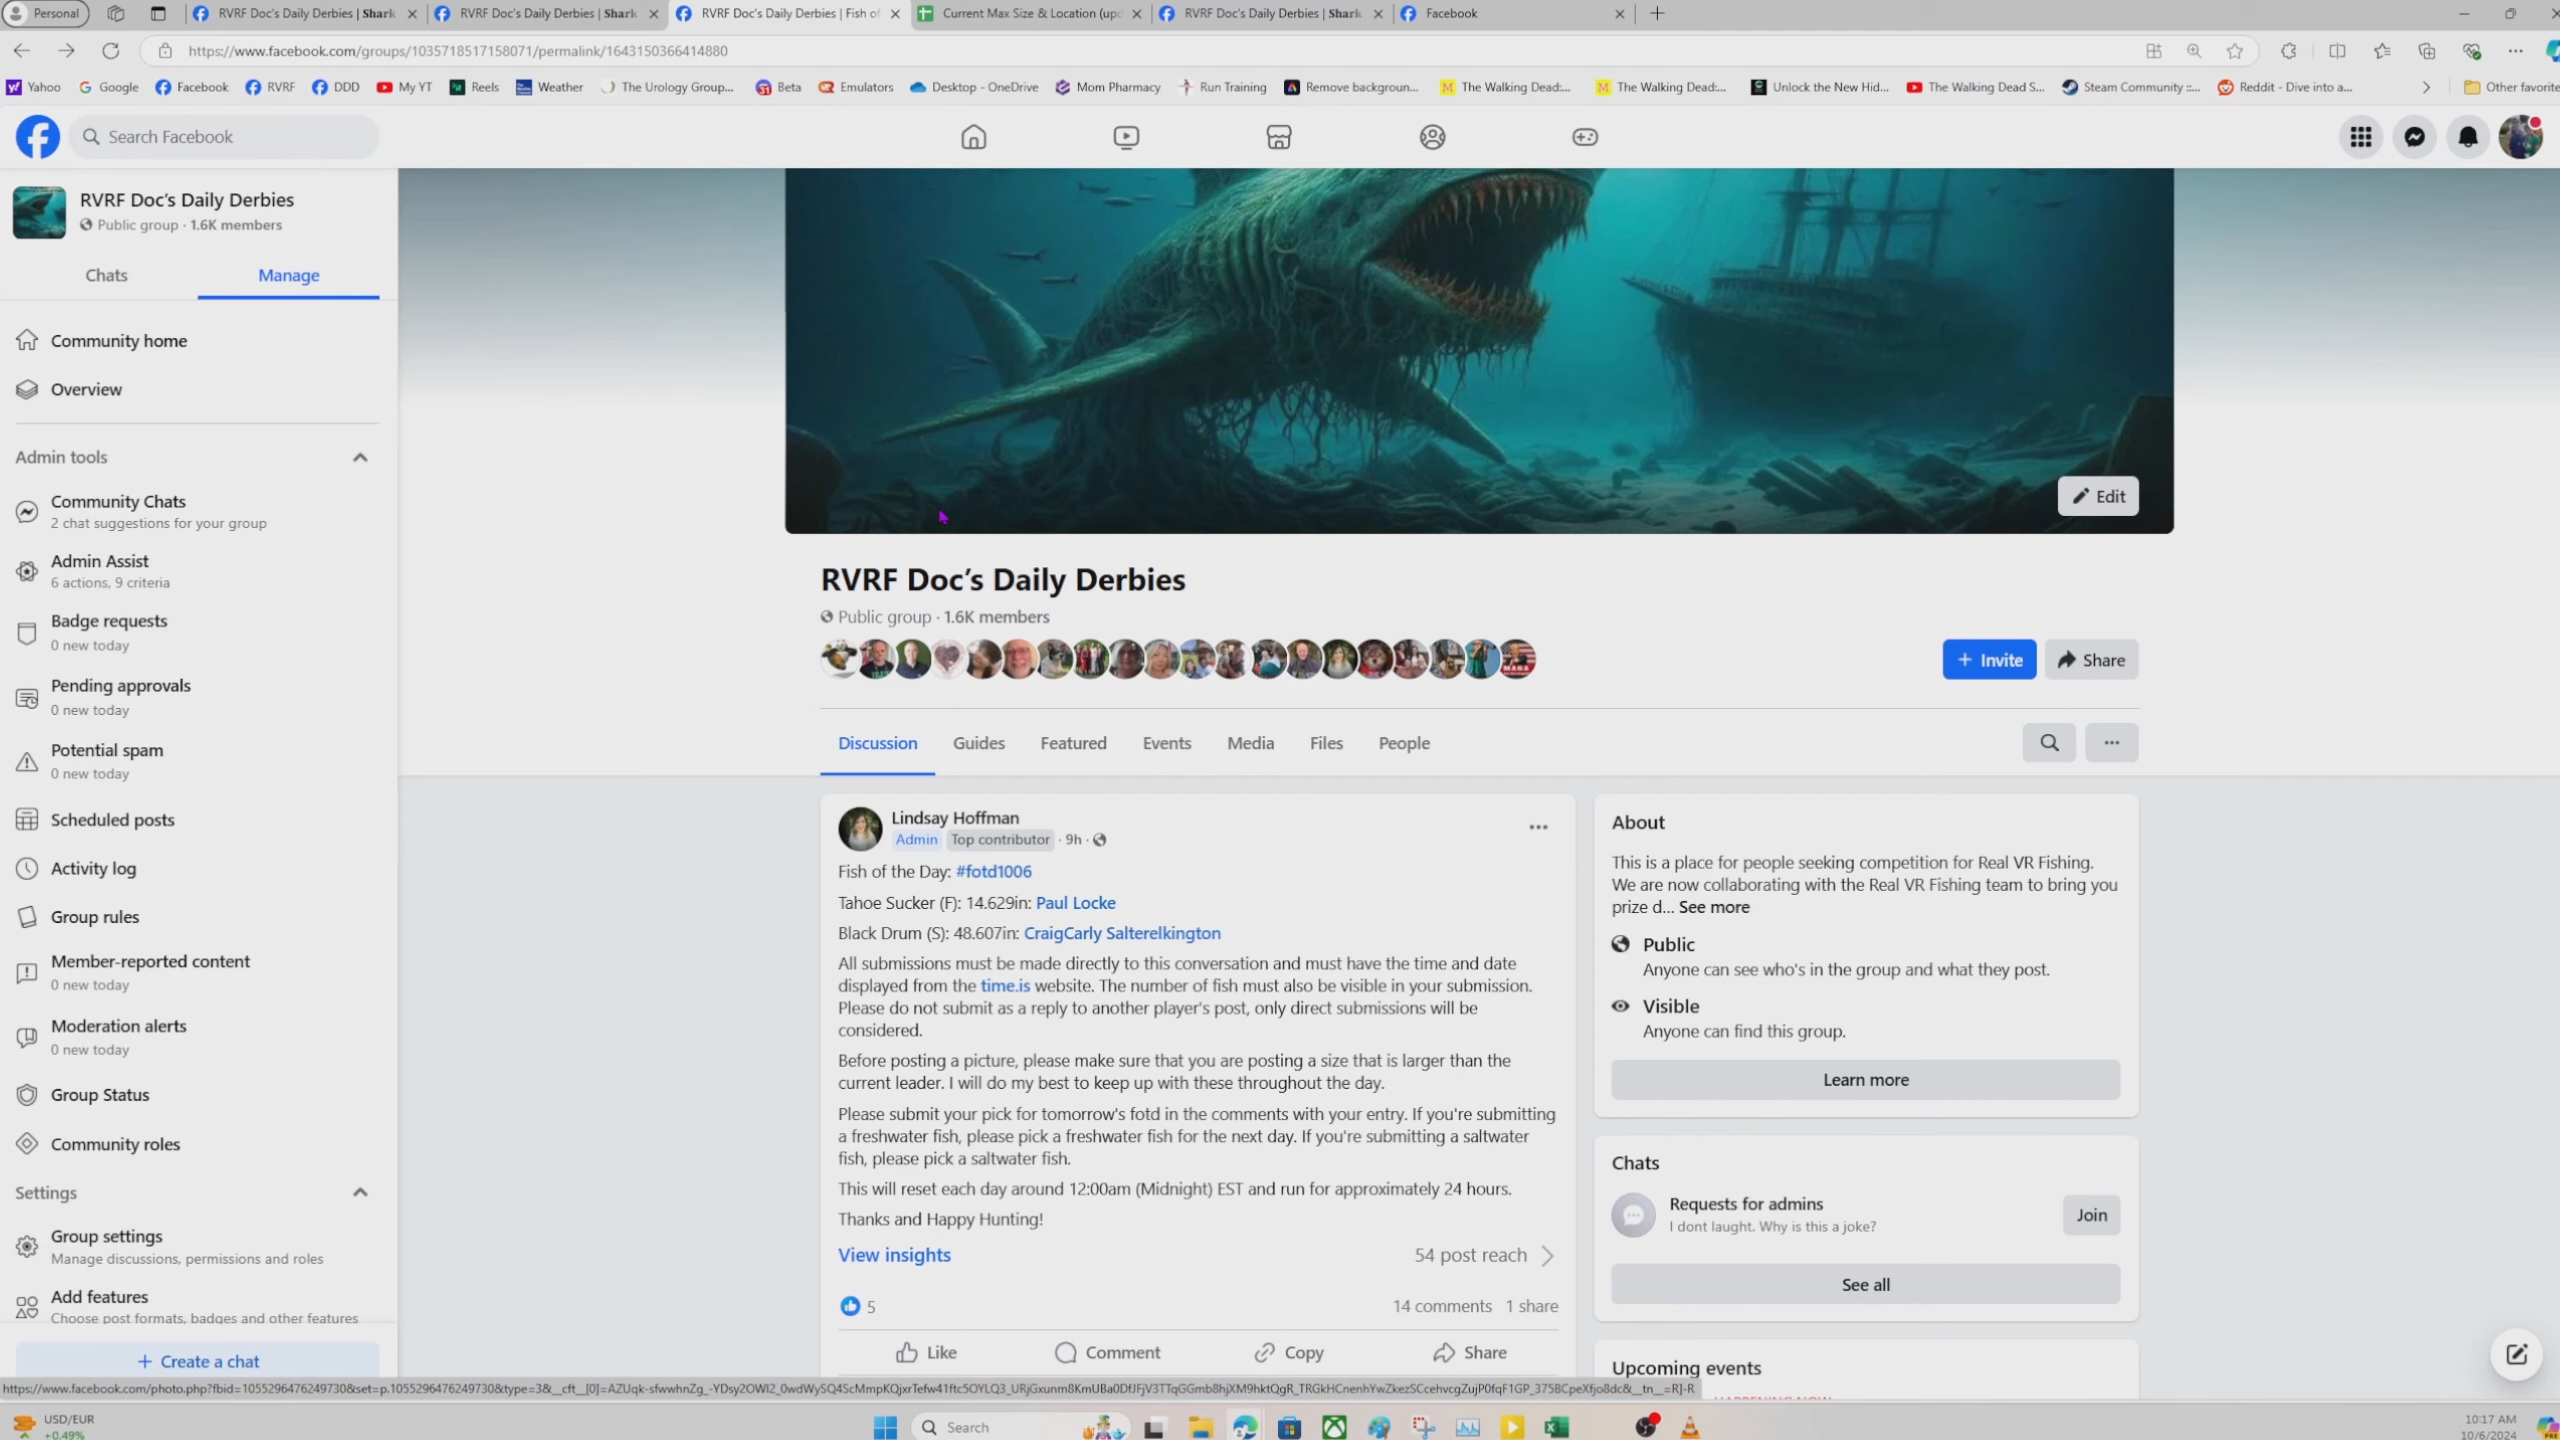 Personal
RVRF Doc's Daily Derbies | Shark
RVRF Doc's Daily Derbies | Shark
RVRF Doc's Daily Derbies | Fish of
Current Max Size & Location (upd
RVRF Doc's Daily Derbies | Shark
Facebook
https://www.facebook.com/groups/1035718517158071/permalink/1643150366414880
Yahoo
Google
Facebook
RVRF
DDD
My YT
Reels
Weather
The Urology Group...
Beta
Emulators
Desktop - OneDrive
Mom Pharmacy
Run Training
Remove backgroun...
The Walking Dead:...
The Walking Dead:...
Unlock the New Hid...
The Walking Dead S...
Steam Community ::...
Reddit - Dive into a...
Other favorite
Search Facebook
RVRF Doc's Daily Derbies
Public group · 1.6K members
Chats
Manage
Community home
Overview
Admin tools
Community Chats
2 chat suggestions for your group
Admin Assist
6 actions, 9 criteria
Badge requests
0 new today
Pending approvals
0 new today
Potential spam
0 new today
Scheduled posts
Activity log
Group rules
Member-reported content
0 new today
Moderation alerts
0 new today
Group Status
Community roles
Settings
Group settings
Manage discussions, permissions and roles
Add features
Choose post formats, badges and other features
+ Create a chat
Edit
RVRF Doc's Daily Derbies
Public group · 1.6K members
+ Invite
Share
Discussion
Guides
Featured
Events
Media
Files
People
Lindsay Hoffman
Admin Top contributor · 9h ·
Fish of the Day: #fotd1006
Tahoe Sucker (F): 14.629in: Paul Locke
Black Drum (S): 48.607in: CraigCarly Salterelkington
All submissions must be made directly to this conversation and must have the time and date
displayed from the time.is website. The number of fish must also be visible in your submission.
Please do not submit as a reply to another player's post, only direct submissions will be
considered.
Before posting a picture, please make sure that you are posting a size that is larger than the
current leader. I will do my best to keep up with these throughout the day.
Please submit your pick for tomorrow's fotd in the comments with your entry. If you're submitting
a freshwater fish, please pick a freshwater fish for the next day. If you're submitting a saltwater
fish, please pick a saltwater fish.
This will reset each day around 12:00am (Midnight) EST and run for approximately 24 hours.
Thanks and Happy Hunting!
View insights
54 post reach
5
14 comments 1 share
Like
Comment
Copy
Share
About
This is a place for people seeking competition for Real VR Fishing.
We are now collaborating with the Real VR Fishing team to bring you
prize d... See more
Public
Anyone can see who's in the group and what they post.
Visible
Anyone can find this group.
Learn more
Chats
Requests for admins
I dont laught. Why is this a joke?
Join
See all
Upcoming events
USD/EUR
+0.49%
Search
10:17 AM
10/6/2024